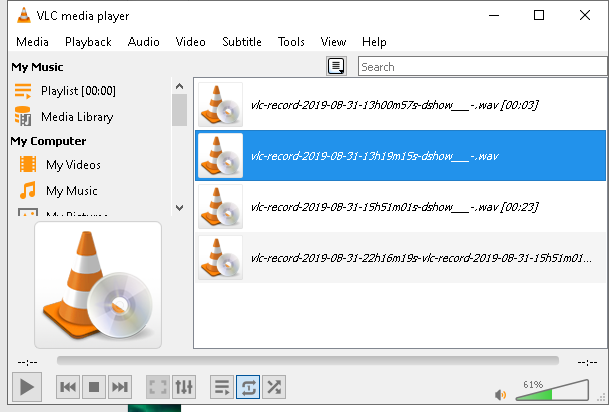 VLC media player
Media Playback Audio Video Subtitle Tools View Help
My Music
Search
Playlist [00:00]
Media Library
My Computer
My Videos
My Music
My Pictures
vlc-record-2019-08-31-13h00m57s-dshow___-.wav [00:03]
vlc-record-2019-08-31-13h19m15s-dshow___-.wav
vlc-record-2019-08-31-15h51m01s-dshow___-.wav [00:23]
vlc-record-2019-08-31-22h16m19s-vlc-record-2019-08-31-15h51m01...
--:-- --:--
61%